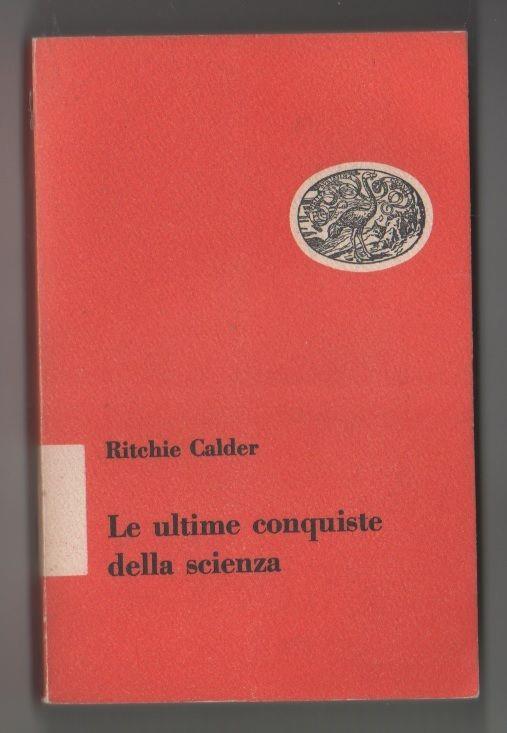 Ritchie Calder
Le ultime conquiste
della scienza